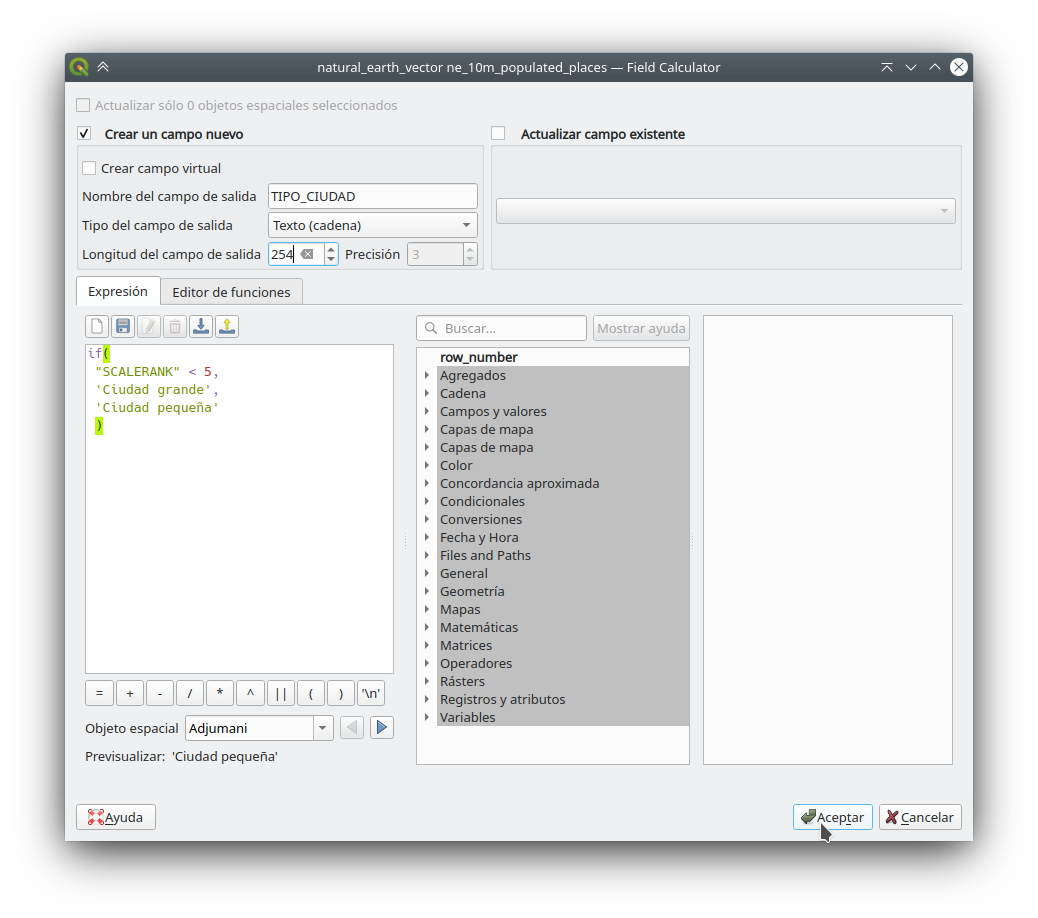 natural_earth_vector ne_10m_populated_places — Field Calculator
Actualizar sólo 0 objetos espaciales seleccionados
Crear un campo nuevo
Crear campo virtual
Nombre del campo de salida TIPO_CIUDAD
Tipo del campo de salida Texto (cadena)
Longitud del campo de salida 254 Precisión 3
Actualizar campo existente
Expresión Editor de funciones
if(
"SCALERANK" < 5,
'Ciudad grande',
'Ciudad pequeña'
)
= + - / * ^ || ( ) '\n'
Objeto espacial Adjumani
Previsualizar: 'Ciudad pequeña'
Buscar... Mostrar ayuda
row_number
Agregados
Cadena
Campos y valores
Capas de mapa
Capas de mapa
Color
Concordancia aproximada
Condicionales
Conversiones
Fecha y Hora
Files and Paths
General
Geometría
Mapas
Matemáticas
Matrices
Operadores
Rásters
Registros y atributos
Variables
Ayuda Aceptar Cancelar